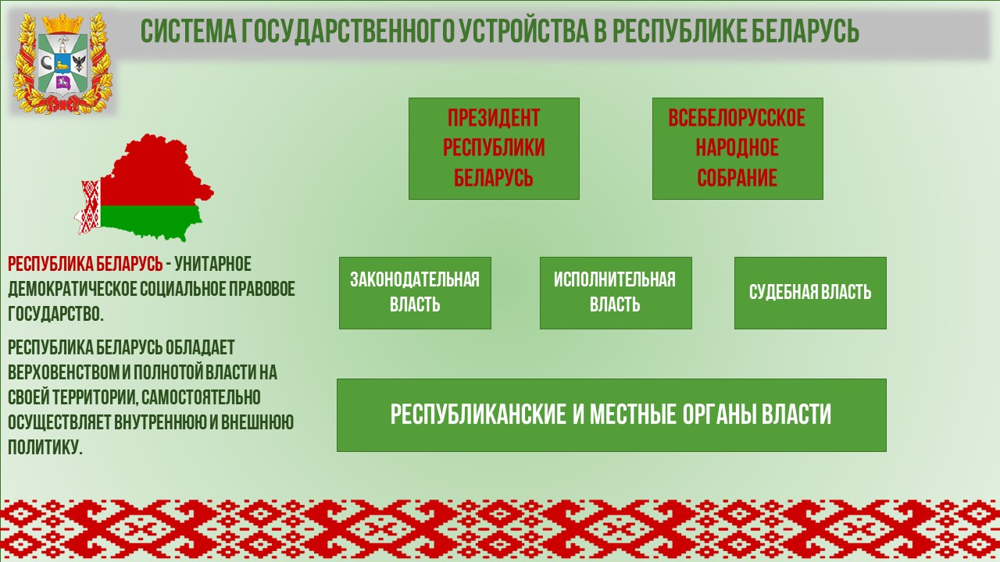 СИСТЕМА ГОСУДАРСТВЕННОГО УСТРОЙСТВА В РЕСПУБЛИКЕ БЕЛАРУСЬ
ПРЕЗИДЕНТ
РЕСПУБЛИКИ
БЕЛАРУСЬ
ВСЕБЕЛОРУССКОЕ
НАРОДНОЕ
СОБРАНИЕ
РЕСПУБЛИКА БЕЛАРУСЬ - УНИТАРНОЕ
ДЕМОКРАТИЧЕСКОЕ СОЦИАЛЬНОЕ ПРАВОВОЕ
ГОСУДАРСТВО.
РЕСПУБЛИКА БЕЛАРУСЬ ОБЛАДАЕТ
ВЕРХОВЕНСТВОМ И ПОЛНОТОЙ ВЛАСТИ НА
СВОЕЙ ТЕРРИТОРИИ, САМОСТОЯТЕЛЬНО
ОСУЩЕСТВЛЯЕТ ВНУТРЕННЮЮ И ВНЕШНЮЮ
ПОЛИТИКУ.
ЗАКОНОДАТЕЛЬНАЯ
ВЛАСТЬ
ИСПОЛНИТЕЛЬНАЯ
ВЛАСТЬ
СУДЕБНАЯ ВЛАСТЬ
РЕСПУБЛИКАНСКИЕ И МЕСТНЫЕ ОРГАНЫ ВЛАСТИ